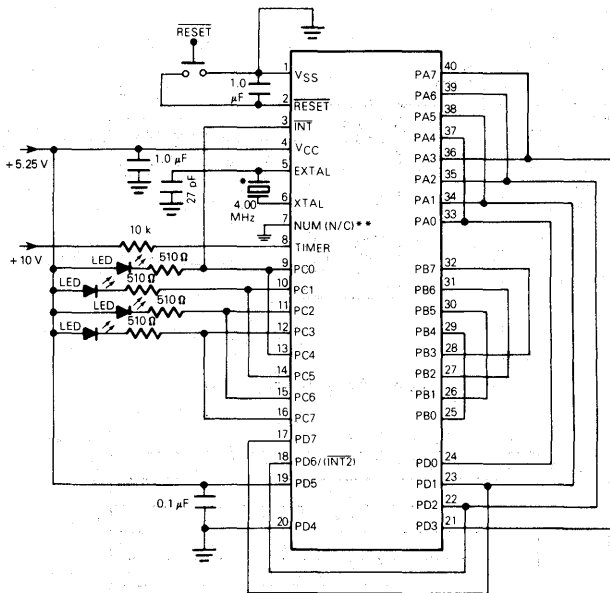 RESET
1 VSS
1.0 μF
2 RESET
3 INT
+5.25 V
4 VCC
1.0 μF
5 EXTAL
27 pF
*
4.00 MHz
6 XTAL
7 NUM (N/C)**
10 k
8 TIMER
+10 V
LED 510 Ω
9 PC0
LED 510 Ω
10 PC1
LED 510 Ω
11 PC2
LED 510 Ω
12 PC3
13 PC4
14 PC5
15 PC6
16 PC7
17 PD7
18 PD6/(INT2)
19 PD5
0.1 μF
20 PD4
PA7 40
PA6 39
PA5 38
PA4 37
PA3 36
PA2 35
PA1 34
PA0 33
PB7 32
PB6 31
PB5 30
PB4 29
PB3 28
PB2 27
PB1 26
PB0 25
PD0 24
PD1 23
PD2 22
PD3 21